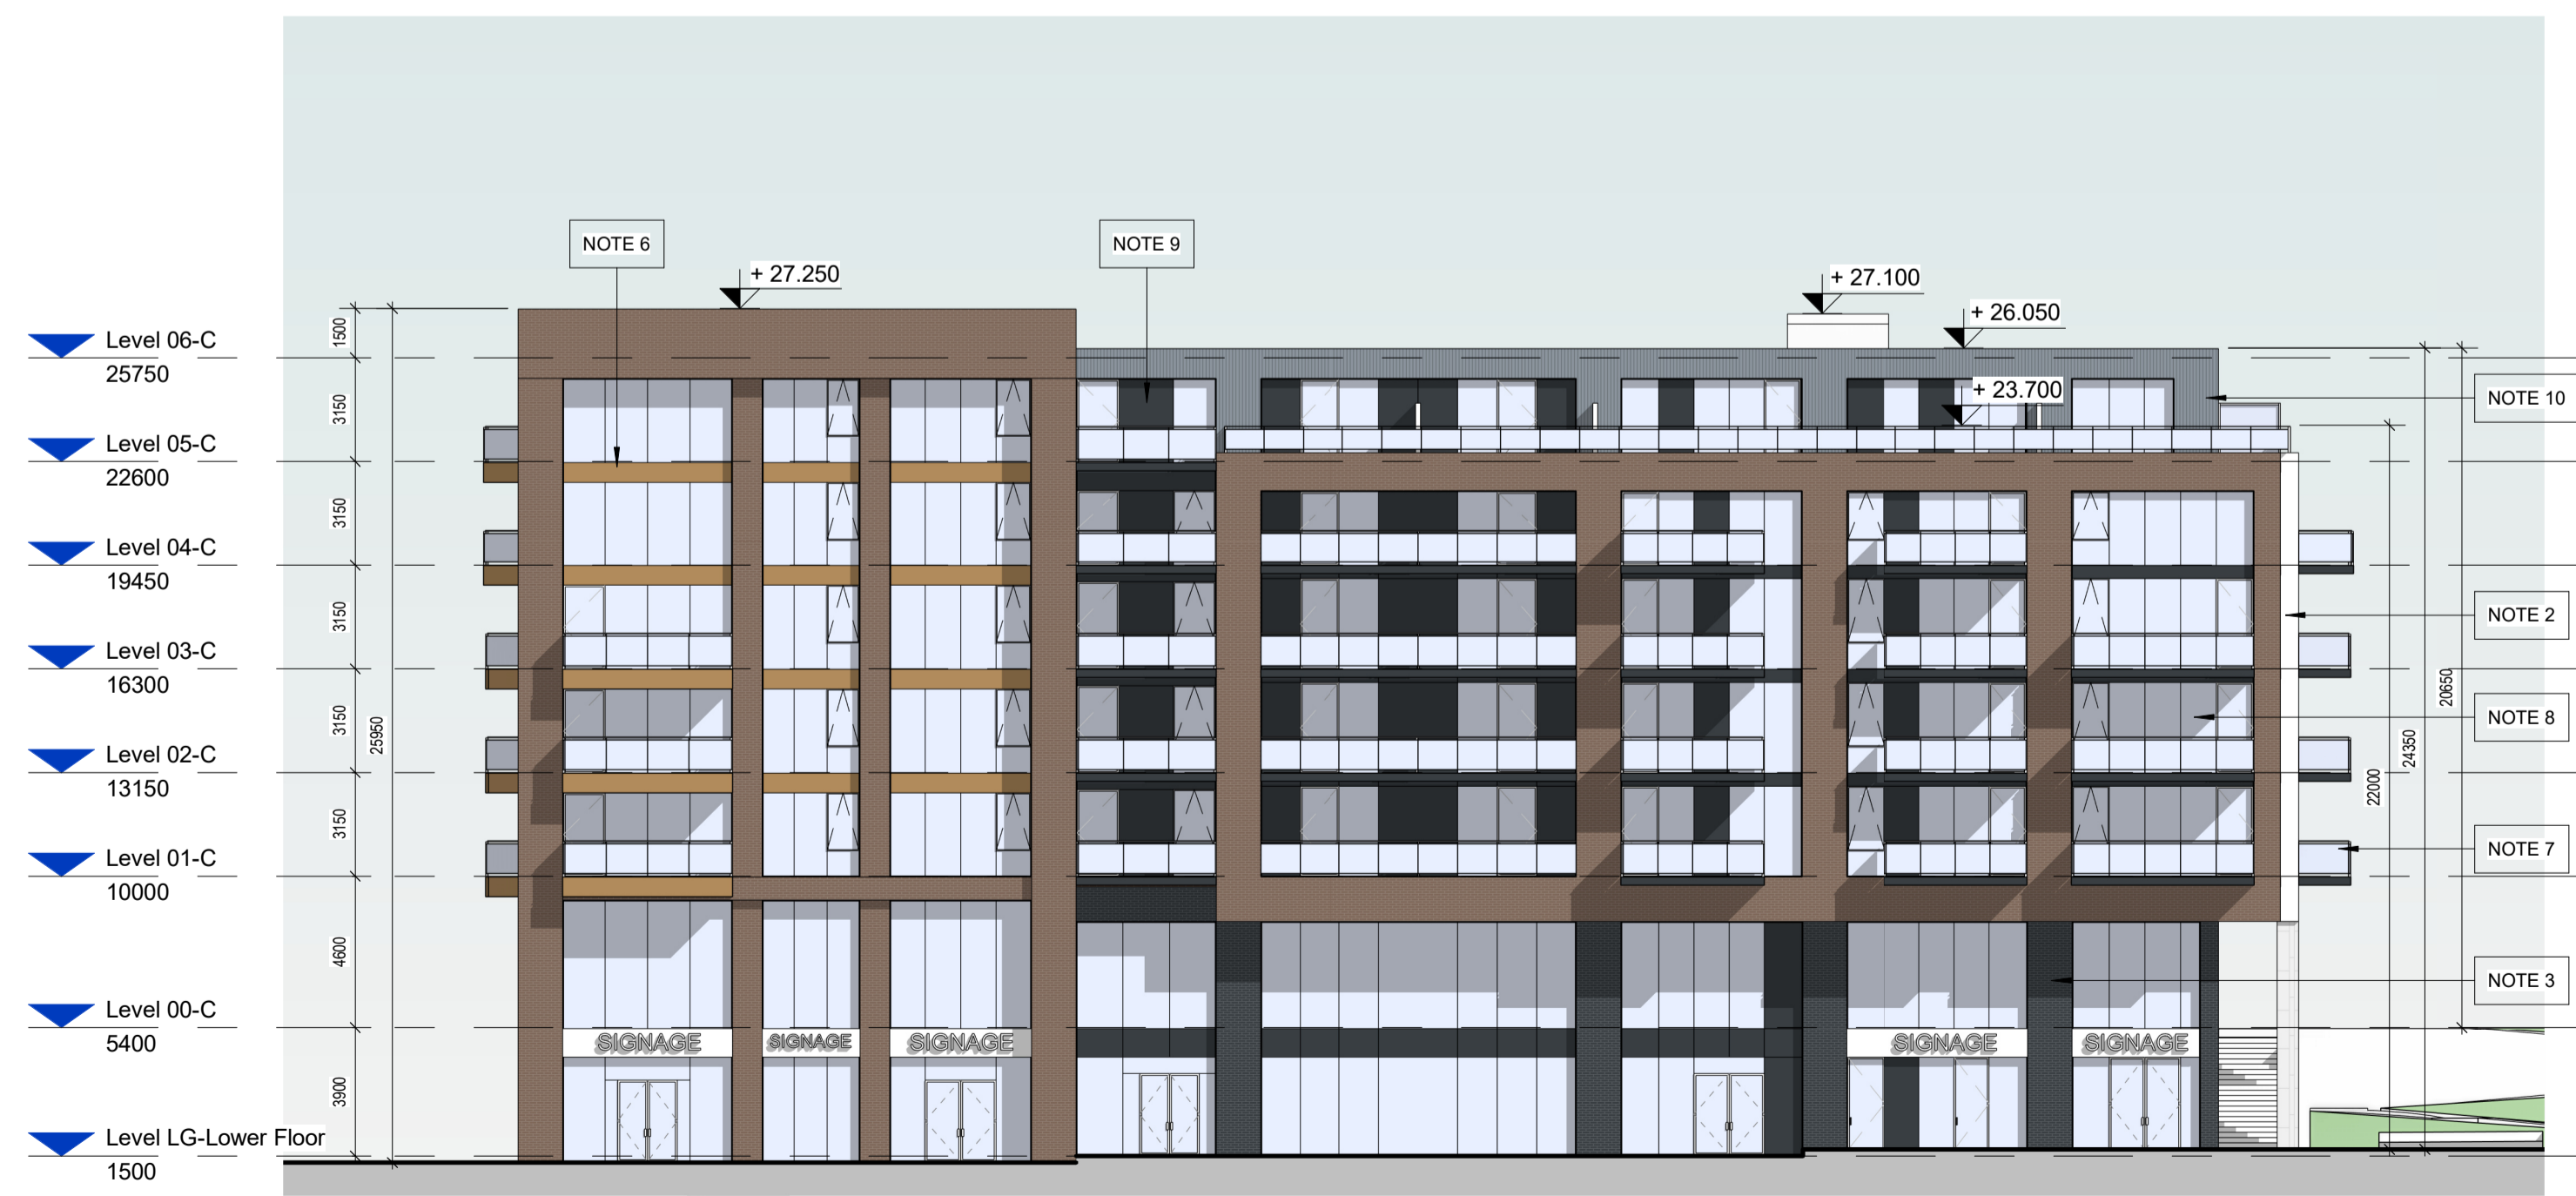 NOTE 6
NOTE 9
+ 27.250
+ 27.100
+ 26.050
+ 23.700
Level 06-C
25750
Level 05-C
22600
Level 04-C
19450
Level 03-C
16300
Level 02-C
13150
Level 01-C
10000
Level 00-C
5400
Level LG-Lower Floor
1500
1500
3150
3150
3150
3150
3150
4600
3900
25950
SIGNAGE
SIGNAGE
SIGNAGE
SIGNAGE
SIGNAGE
22000
24350
20650
NOTE 10
NOTE 2
NOTE 8
NOTE 7
NOTE 3